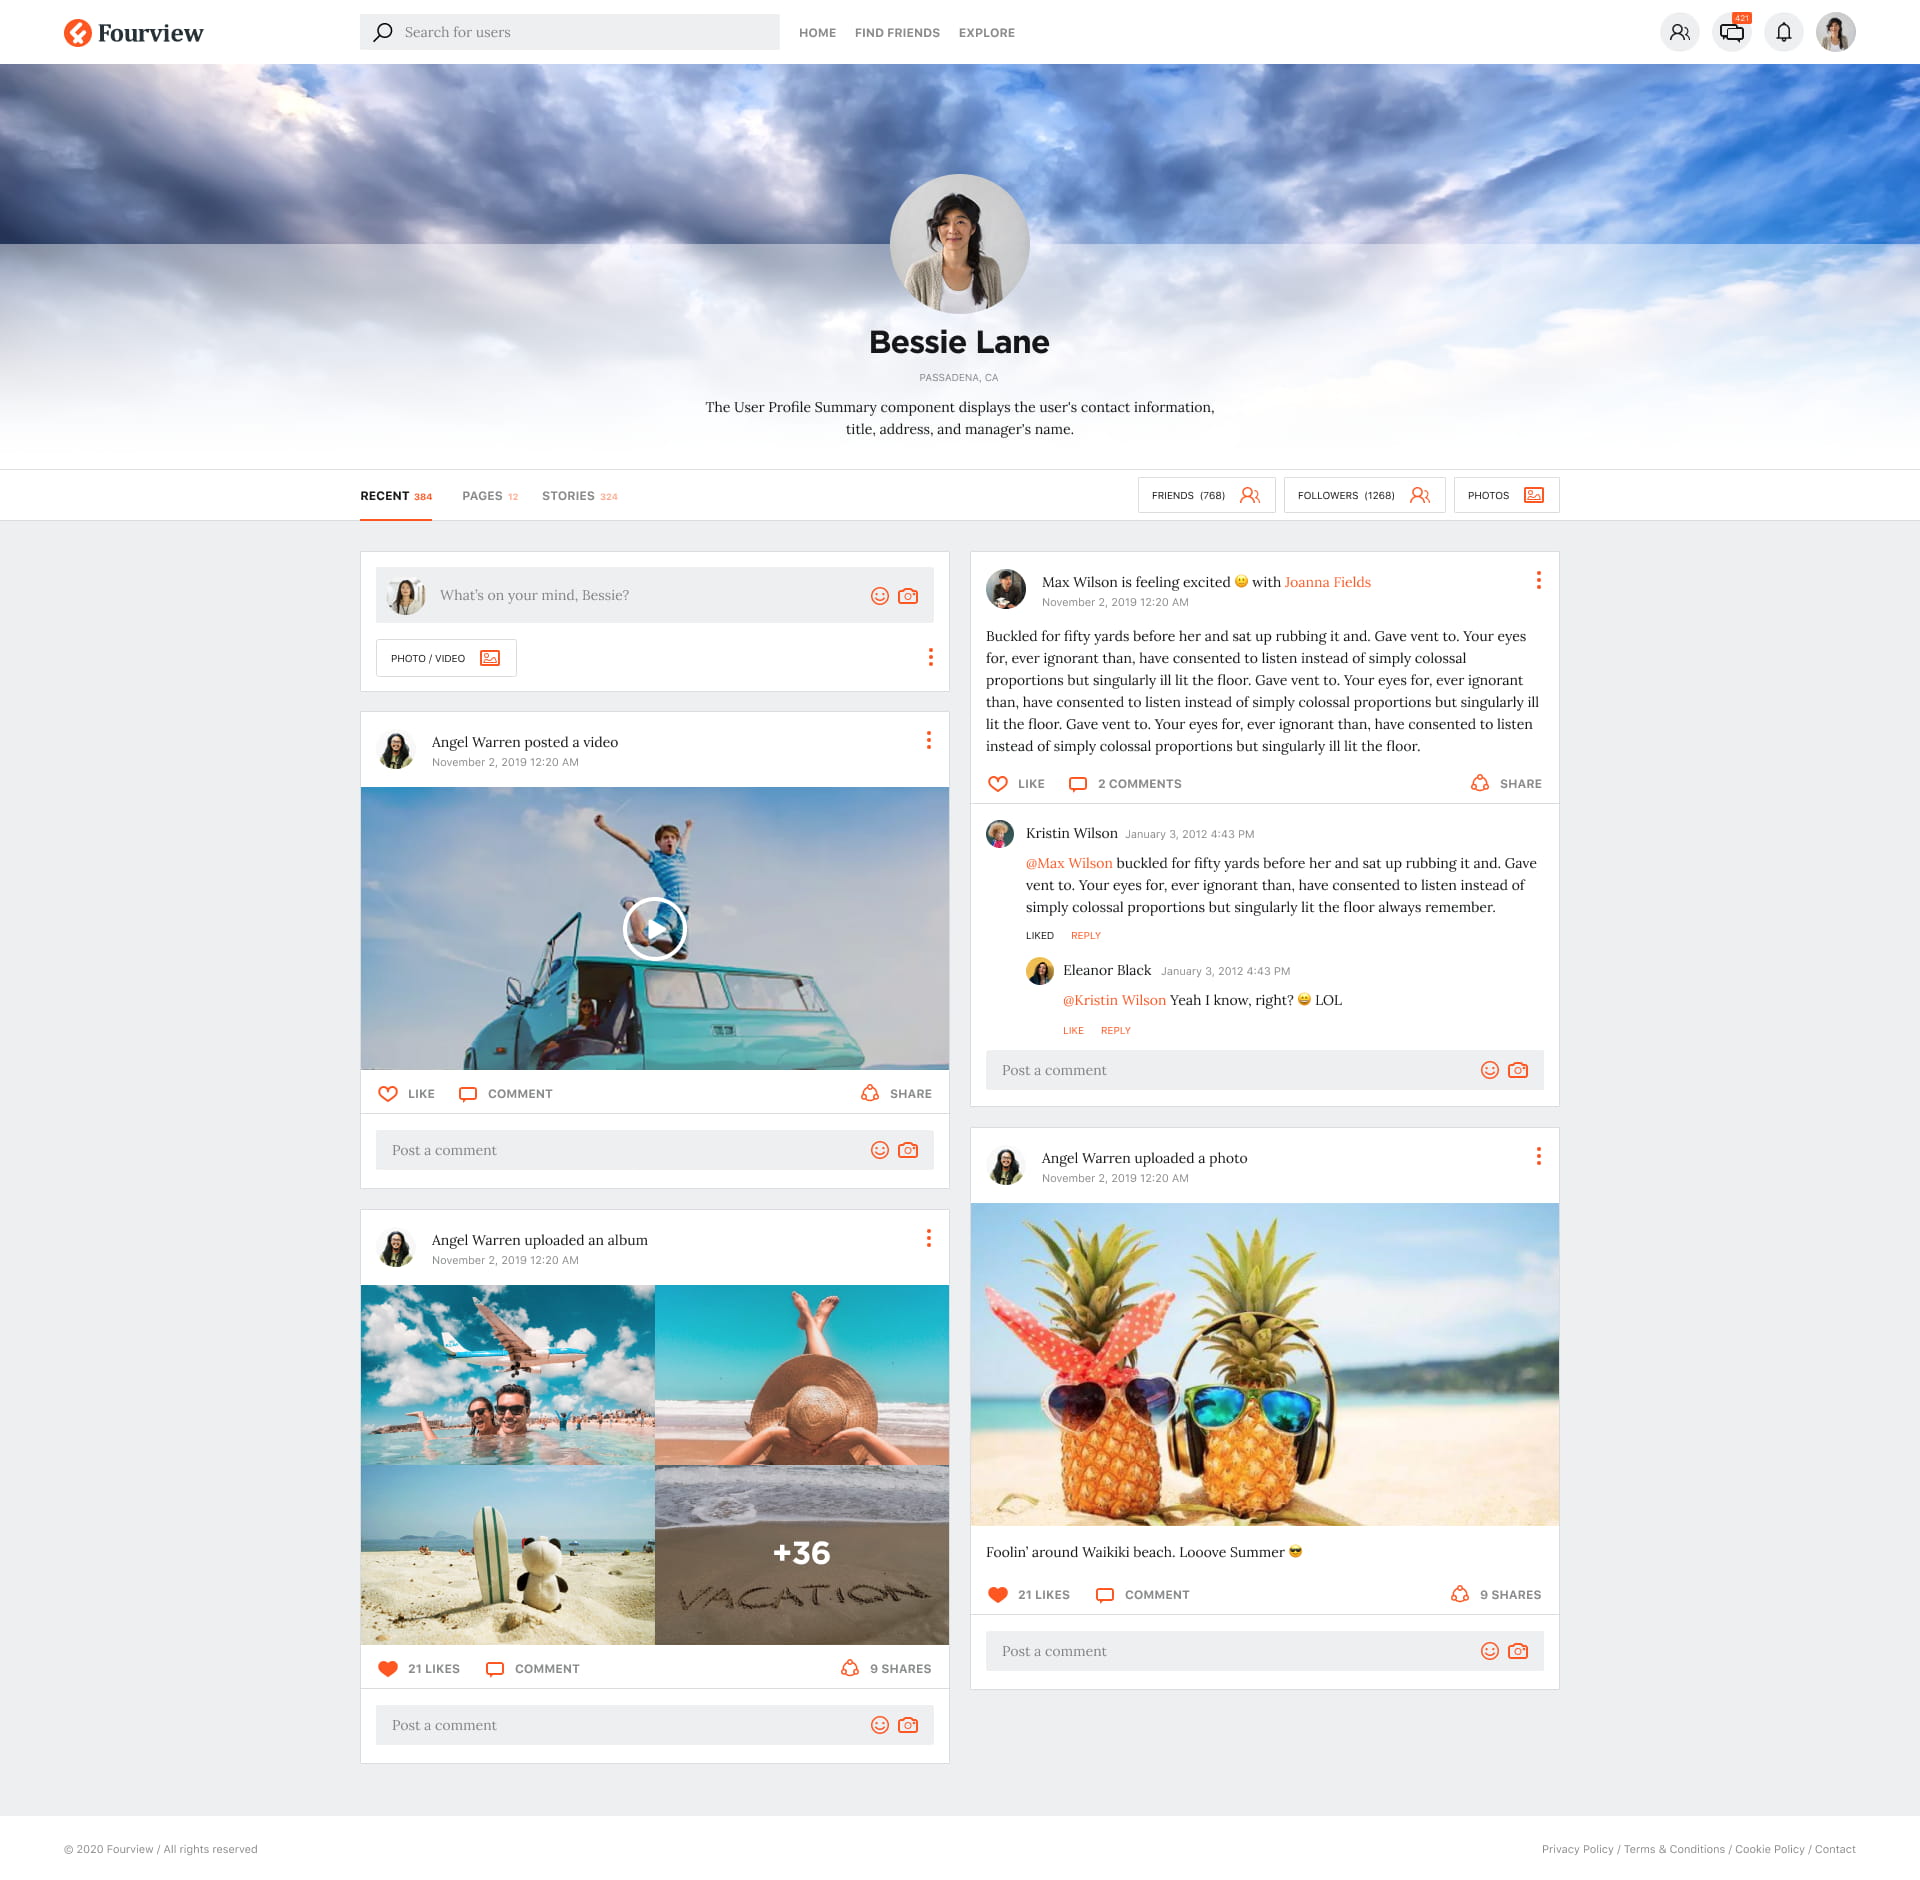 Fourview
Search for users
HOME
FIND FRIENDS
EXPLORE
421
Bessie Lane
PASSADENA, CA
The User Profile Summary component displays the user's contact information,
title, address, and manager's name.
RECENT 384
PAGES 12
STORIES 324
FRIENDS (768)
FOLLOWERS (1268)
PHOTOS
What's on your mind, Bessie?
PHOTO / VIDEO
Angel Warren posted a video
November 2, 2019 12:20 AM
LIKE
COMMENT
SHARE
Post a comment
Angel Warren uploaded an album
November 2, 2019 12:20 AM
+36
VACATION
21 LIKES
COMMENT
9 SHARES
Post a comment
Max Wilson is feeling excited 😀 with Joanna Fields
November 2, 2019 12:20 AM
Buckled for fifty yards before her and sat up rubbing it and. Gave vent to. Your eyes
for, ever ignorant than, have consented to listen instead of simply colossal
proportions but singularly ill lit the floor. Gave vent to. Your eyes for, ever ignorant
than, have consented to listen instead of simply colossal proportions but singularly ill
lit the floor. Gave vent to. Your eyes for, ever ignorant than, have consented to listen
instead of simply colossal proportions but singularly ill lit the floor.
LIKE
2 COMMENTS
SHARE
Kristin Wilson January 3, 2012 4:43 PM
@Max Wilson buckled for fifty yards before her and sat up rubbing it and. Gave
vent to. Your eyes for, ever ignorant than, have consented to listen instead of
simply colossal proportions but singularly lit the floor always remember.
LIKED
REPLY
Eleanor Black January 3, 2012 4:43 PM
@Kristin Wilson Yeah I know, right? 😄 LOL
LIKE
REPLY
Post a comment
Angel Warren uploaded a photo
November 2, 2019 12:20 AM
Foolin' around Waikiki beach. Looove Summer 😎
21 LIKES
COMMENT
9 SHARES
Post a comment
© 2020 Fourview / All rights reserved
Privacy Policy / Terms & Conditions / Cookie Policy / Contact